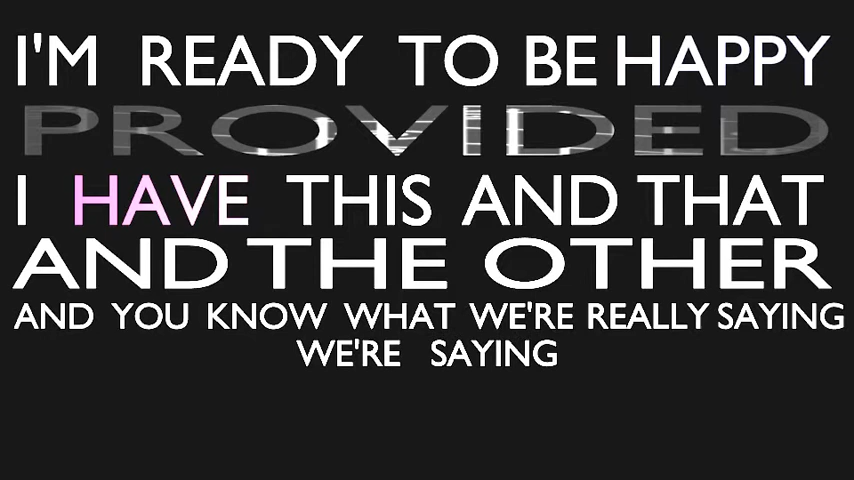 I'M READY TO BE HAPPY
PROVIDED
I HAVE THIS AND THAT
AND THE OTHER
AND YOU KNOW WHAT WE'RE REALLY SAYING
WE'RE SAYING